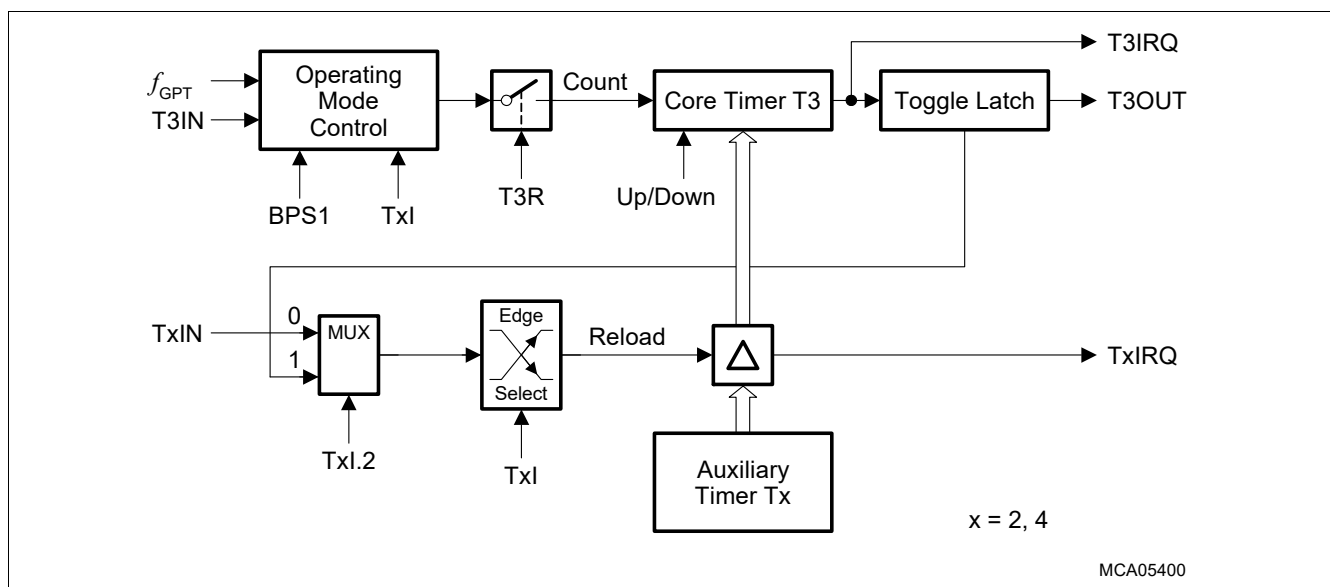 T3IRQ
fGPT
Operating
Mode
Control
Count
Core Timer T3
Toggle Latch
T3OUT
T3IN
BPS1
TxI
T3R
Up/Down
TxIN
0
1
MUX
Edge
Select
Reload
Δ
TxIRQ
TxI.2
TxI
Auxiliary
Timer Tx
x = 2, 4
MCA05400